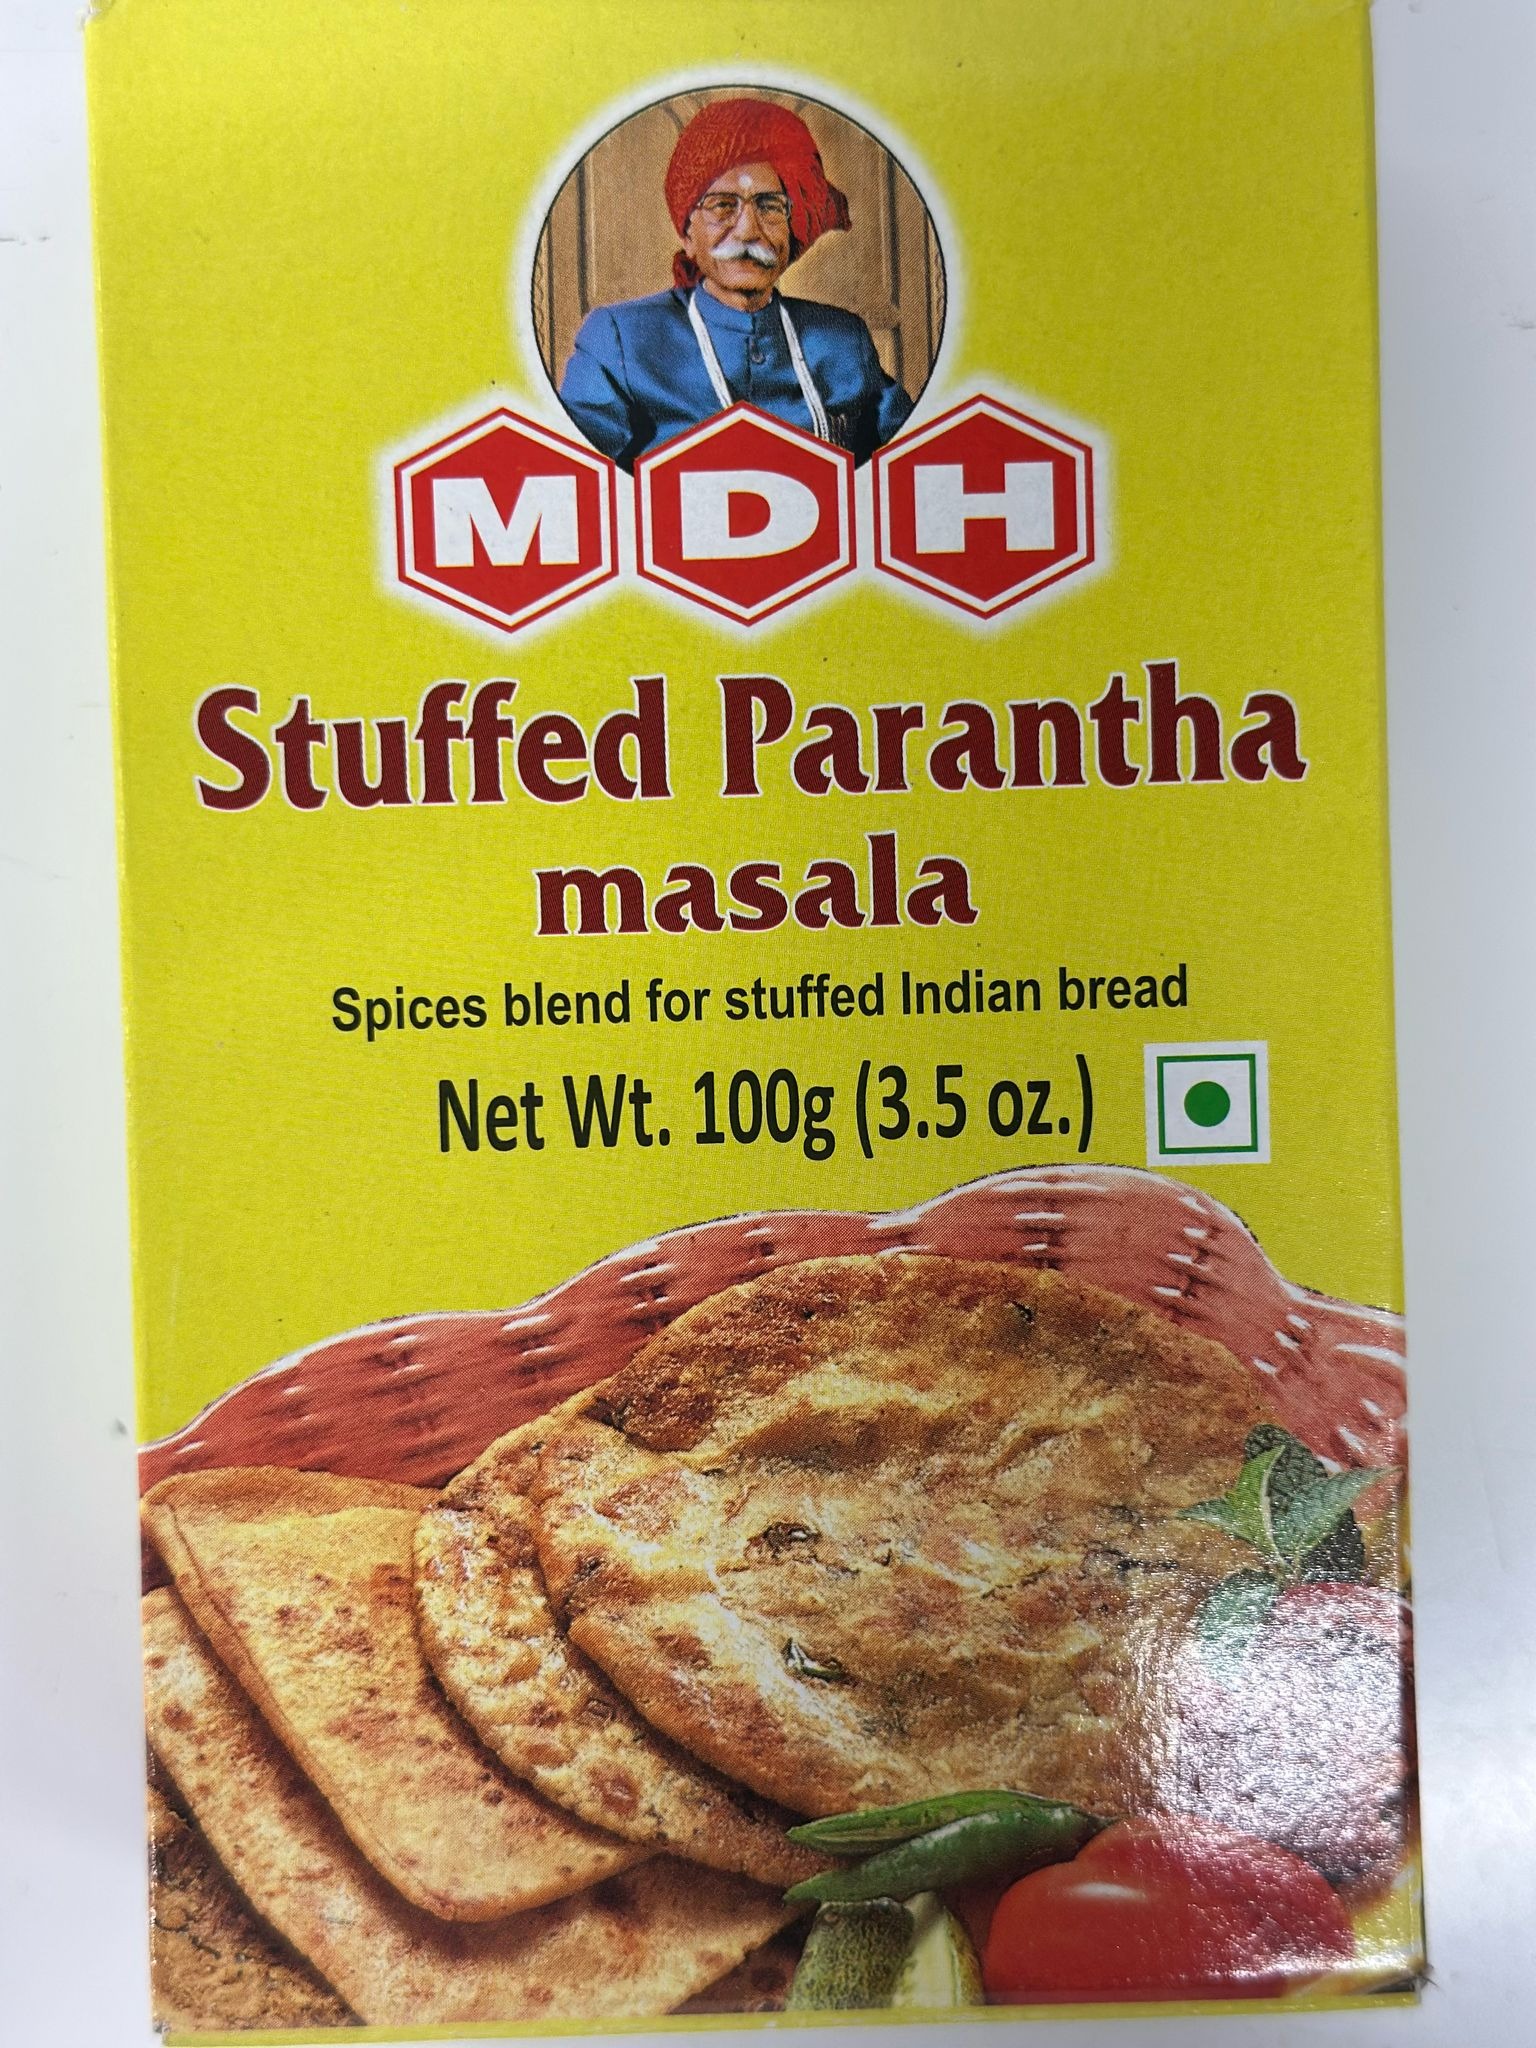 MDH
Stuffed Parantha
masala
Spices blend for stuffed Indian bread
Net Wt. 100g (3.5 oz.)